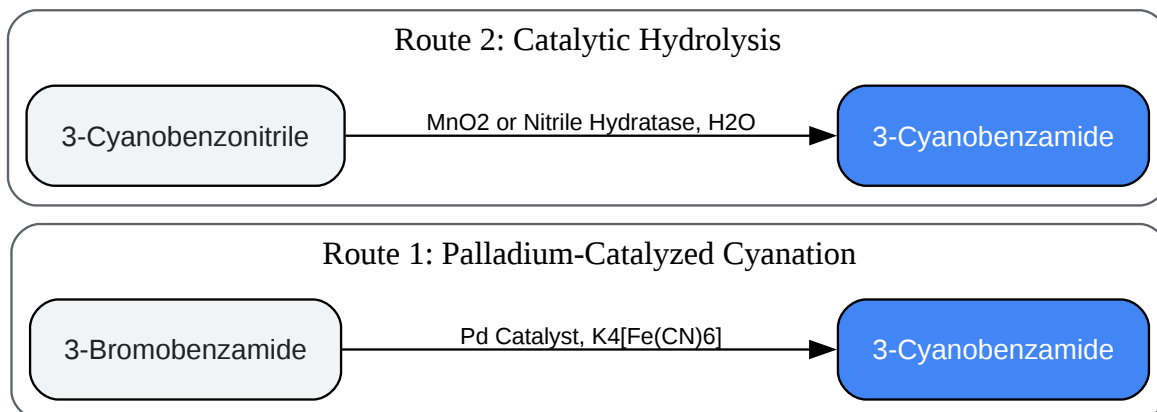 Route 2: Catalytic Hydrolysis
3-Cyanobenzonitrile
MnO2 or Nitrile Hydratase, H2O
3-Cyanobenzamide
Route 1: Palladium-Catalyzed Cyanation
3-Bromobenzamide
Pd Catalyst, K4[Fe(CN)6]
3-Cyanobenzamide